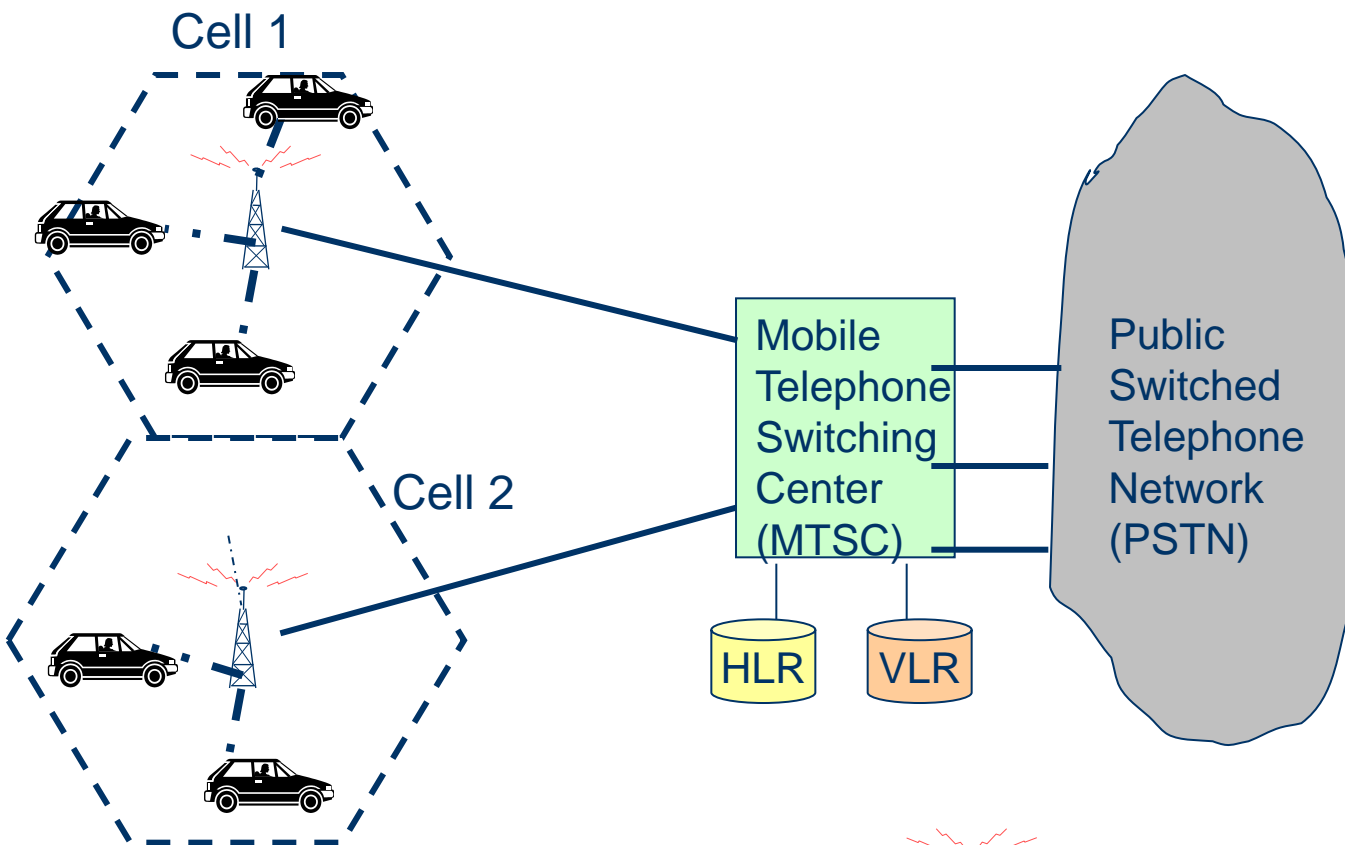 Cell 1
Cell 2
Mobile
Telephone
Switching
Center
(MTSC)
HLR
VLR
Public
Switched
Telephone
Network
(PSTN)